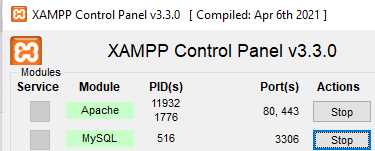 XAMPP Control Panel v3.3.0 [ Compiled: Apr 6th 2021 ]
XAMPP Control Panel v3.3.0
Modules
Service Module PID(s) Port(s) Actions
Apache 11932 1776 80, 443 Stop
MySQL 516 3306 Stop